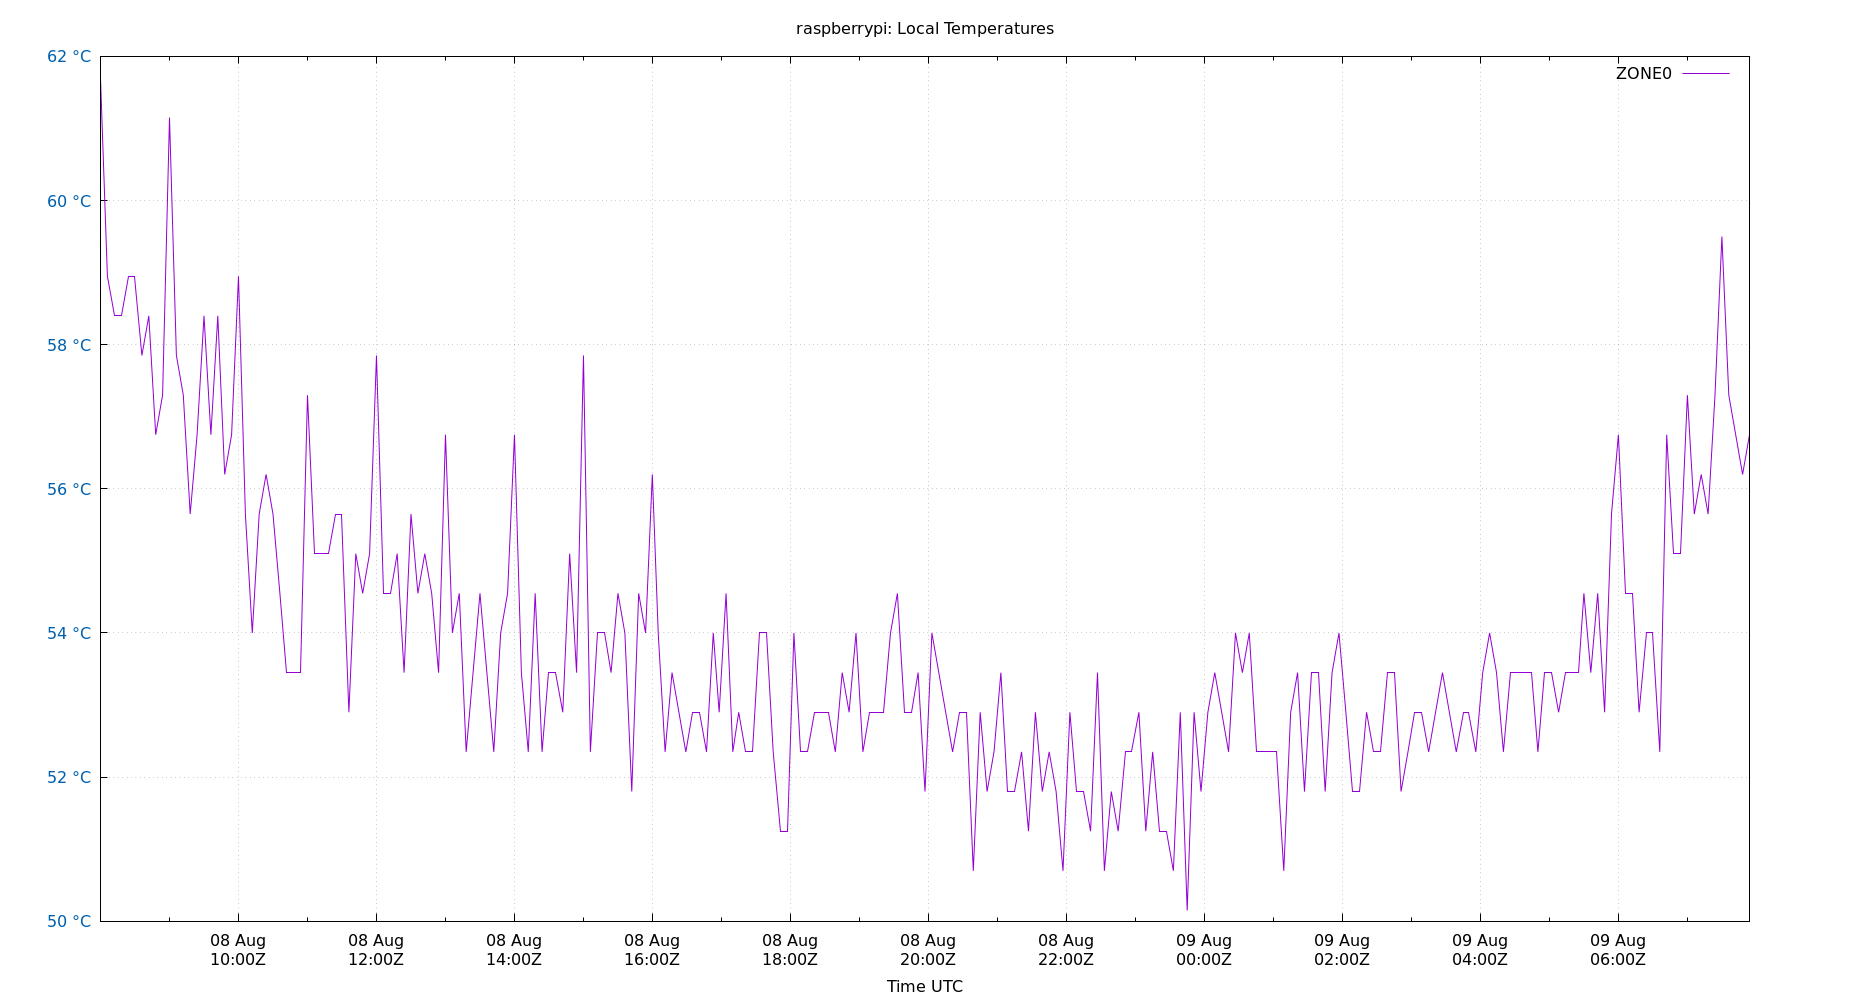 raspberrypi: Local Temperatures
62 °C
ZONE0
60 °C
58 °C
56 °C
54 °C
52 °C
50 °C
08 Aug 08 Aug 08 Aug 08 Aug 08 Aug 08 Aug 08 Aug 09 Aug 09 Aug 09 Aug 09 Aug
10:00Z 12:00Z 14:00Z 16:00Z 18:00Z 20:00Z 22:00Z 00:00Z 02:00Z 04:00Z 06:00Z
Time UTC